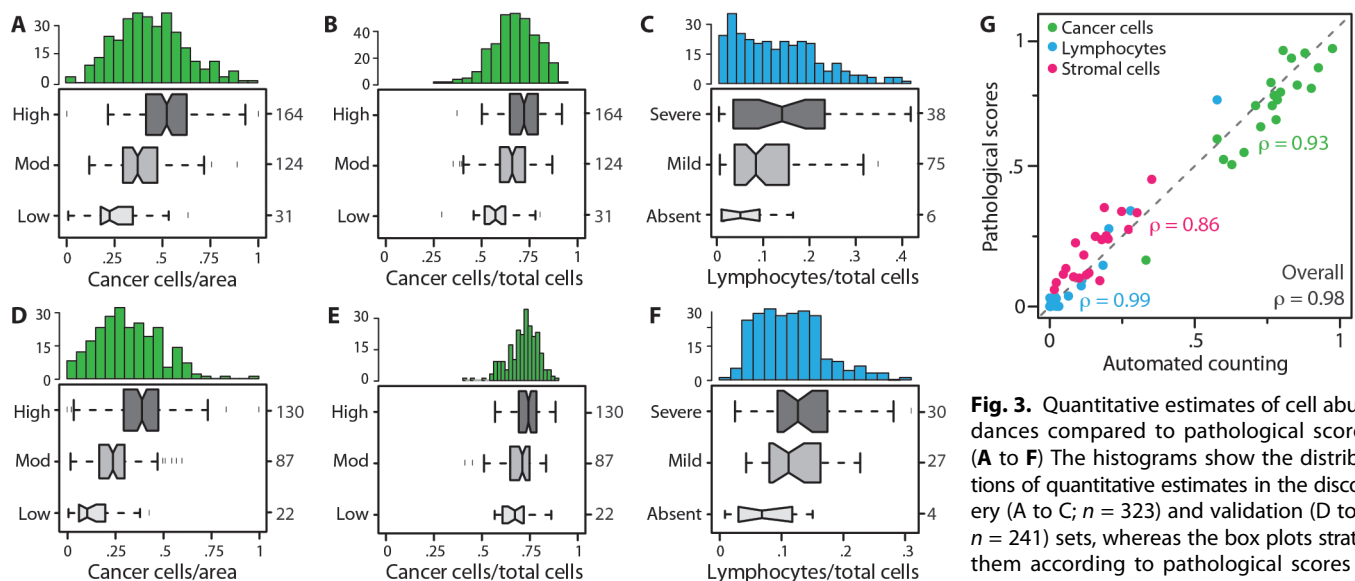 A
30
15
0
High
164
Mod
124
Low
31
0 .25 .5 .75 1
Cancer cells/area
B
40
20
0
High
164
Mod
124
Low
31
0 .25 .5 .75 1
Cancer cells/total cells
C
30
15
0
Severe
38
Mild
75
Absent
6
0 .1 .2 .3 .4
Lymphocytes/total cells
D
30
15
0
High
130
Mod
87
Low
22
0 .25 .5 .75 1
Cancer cells/area
E
30
15
0
High
130
Mod
87
Low
22
0 .25 .5 .75 1
Cancer cells/total cells
F
30
15
0
Severe
30
Mild
27
Absent
4
0 .1 .2 .3
Lymphocytes/total cells
G
Cancer cells
Lymphocytes
Stromal cells
Pathological scores
1
.5
0
ρ = 0.93
ρ = 0.86
ρ = 0.99
Overall
ρ = 0.98
0 .5 1
Automated counting
Fig. 3. Quantitative estimates of cell abu
dances compared to pathological score
(A to F) The histograms show the distrib
tions of quantitative estimates in the disco
ery (A to C; n = 323) and validation (D to
n = 241) sets, whereas the box plots strat
them according to pathological scores